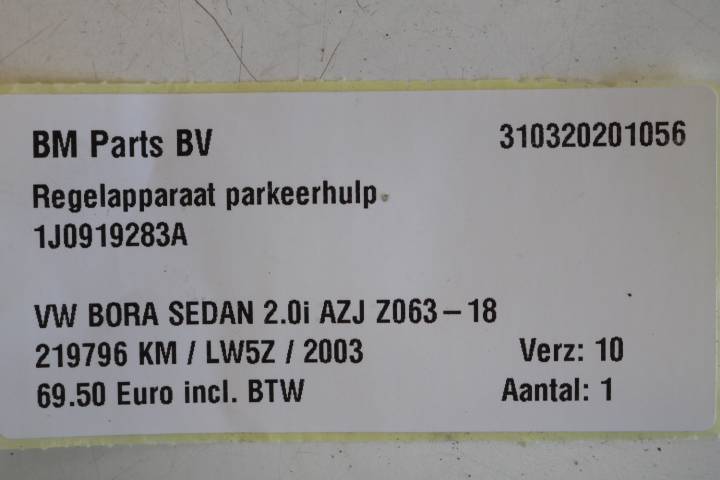 BM Parts BV 310320201056
Regelapparaat parkeerhulp
1J0919283A
VW BORA SEDAN 2.0i AZJ Z063-18
219796 KM / LW5Z / 2003 Verz: 10
69.50 Euro incl. BTW Aantal: 1